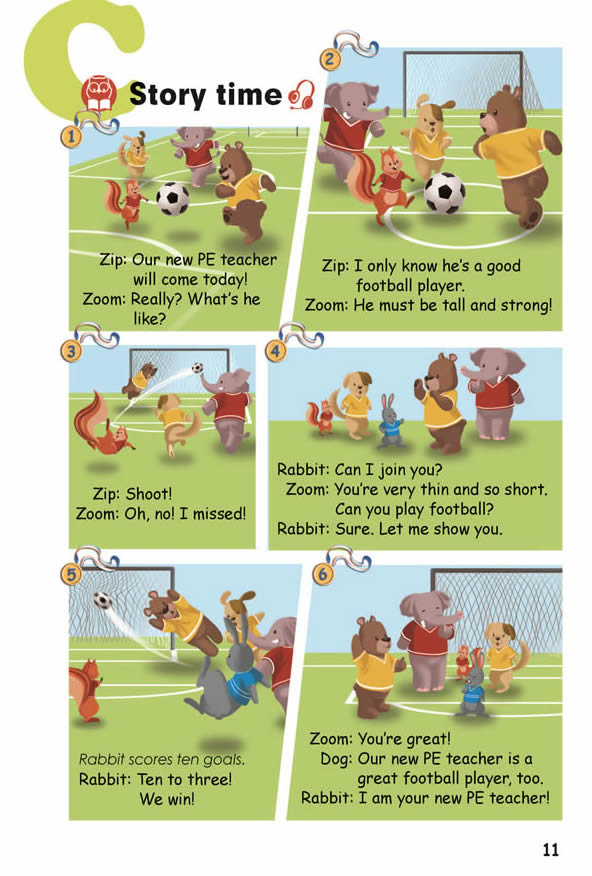 C
Story time
1
Zip: Our new PE teacher
will come today!
Zoom: Really? What's he
like?
2
Zip: I only know he's a good
football player.
Zoom: He must be tall and strong!
3
Zip: Shoot!
Zoom: Oh, no! I missed!
4
Rabbit: Can I join you?
Zoom: You're very thin and so short.
Can you play football?
Rabbit: Sure. Let me show you.
5
Rabbit scores ten goals.
Rabbit: Ten to three!
We win!
6
Zoom: You're great!
Dog: Our new PE teacher is a
great football player, too.
Rabbit: I am your new PE teacher!
11